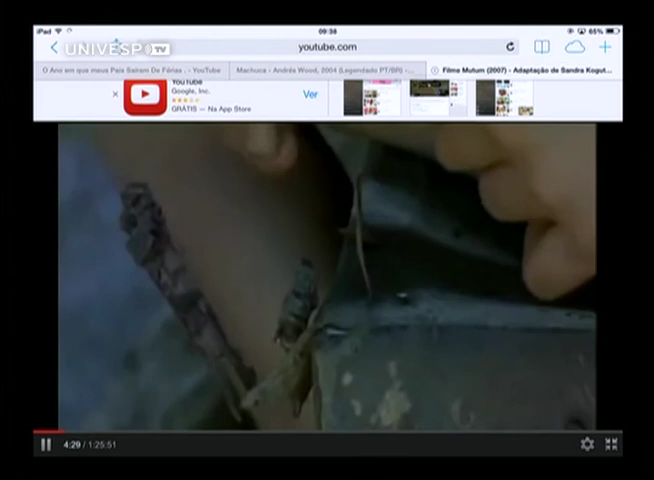 iPad
09:38
65%
UNIVESP TV
youtube.com
O Ano em que meus Pais Saíram De Férias . - YouTube
Machuca - Andrés Wood, 2004 (Legendado PT/BR) -...
Filme Mutum (2007) - Adaptação de Sandra Kogut...
YouTube
Google, Inc.
GRÁTIS — Na App Store
Ver
4:29 / 1:25:51